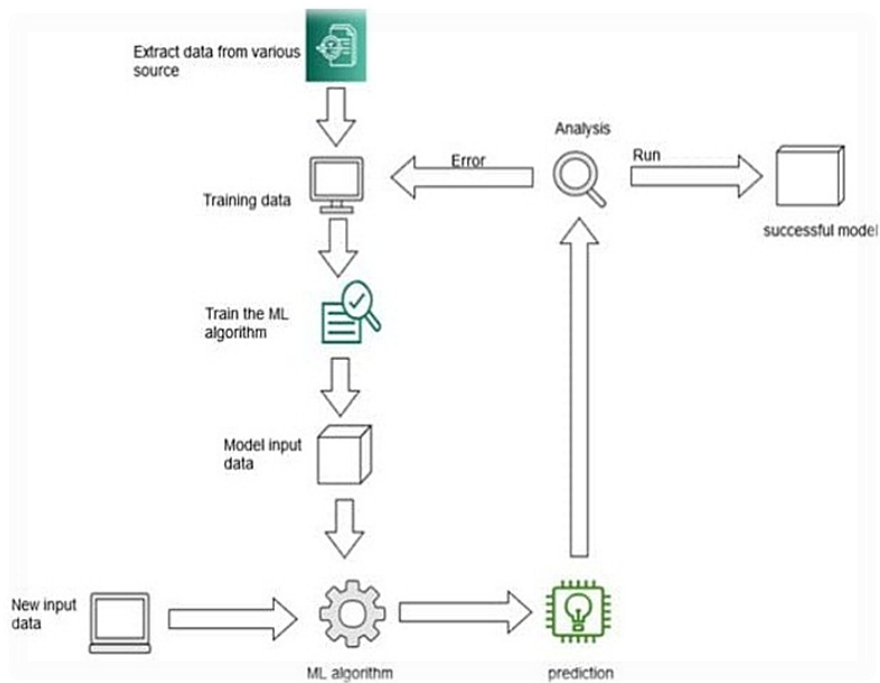 Extract data from various
source
Analysis
Error
Run
Training data
successful model
Train the ML
algorithm
Model input
data
New input
data
ML algorithm
prediction